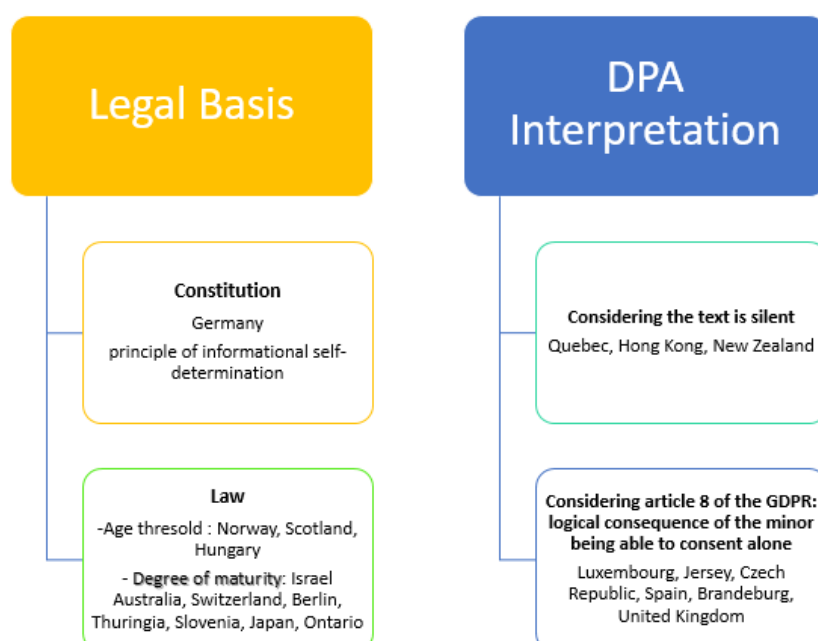 Legal Basis
Constitution
Germany
principle of informational self-
determination
Law
-Age thresold : Norway, Scotland,
Hungary
- Degree of maturity: Israel
Australia, Switzerland, Berlin,
Thuringia, Slovenia, Japan, Ontario
DPA
Interpretation
Considering the text is silent
Quebec, Hong Kong, New Zealand
Considering article 8 of the GDPR:
logical consequence of the minor
being able to consent alone
Luxembourg, Jersey, Czech
Republic, Spain, Brandeburg,
United Kingdom